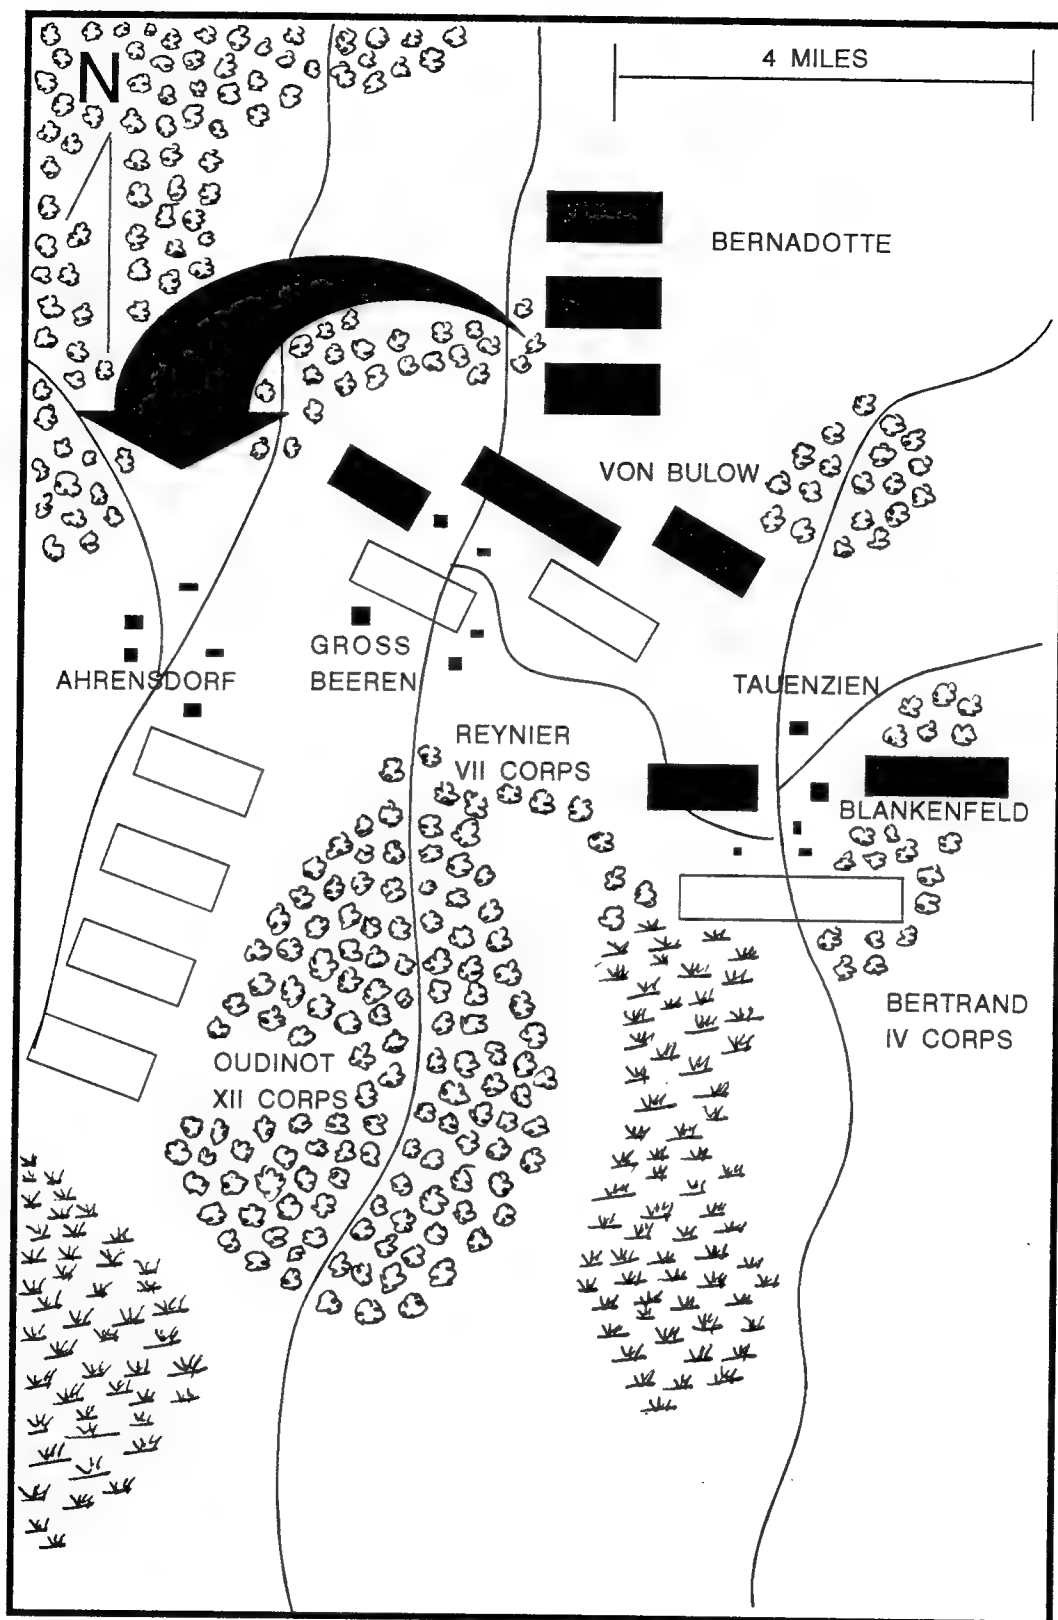 N
4 MILES
BERNADOTTE
VON BULOW
GROSS
BEEREN
AHRENSDORF
TAUENZIEN
REYNIER
VII CORPS
BLANKENFELD
BERTRAND
IV CORPS
OUDINOT
XII CORPS